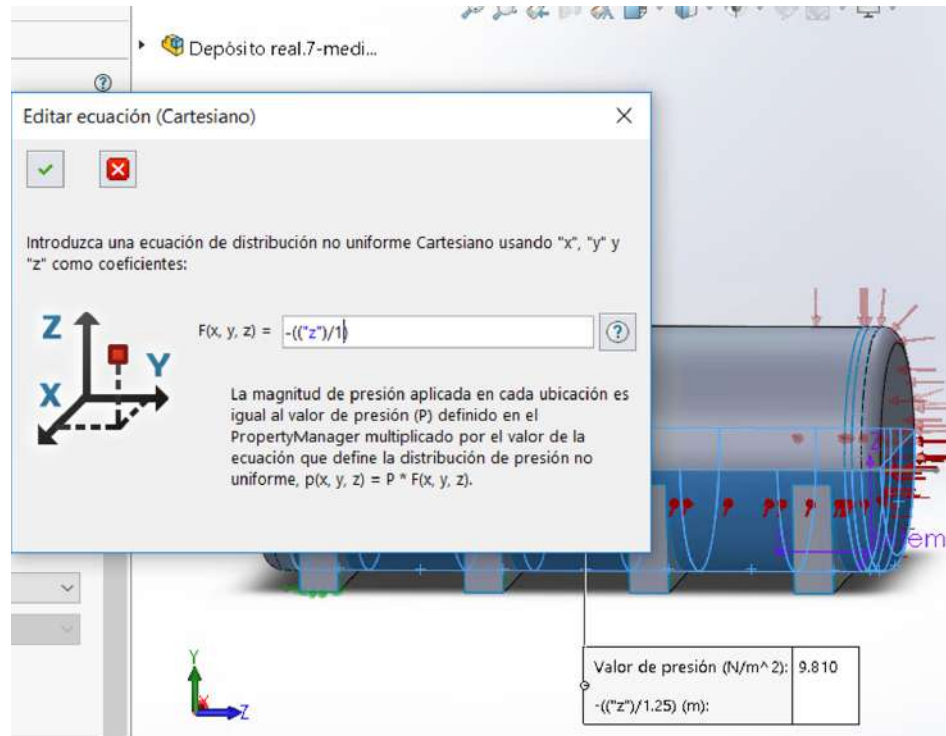 Depósito real.7-medi...
Editar ecuación (Cartesiano)
Introduzca una ecuación de distribución no uniforme Cartesiano usando "x", "y" y
"z" como coeficientes:
F(x, y, z) = -(("z")/1)
Z
Y
X
La magnitud de presión aplicada en cada ubicación es
igual al valor de presión (P) definido en el
PropertyManager multiplicado por el valor de la
ecuación que define la distribución de presión no
uniforme, p(x, y, z) = P * F(x, y, z).
Z
em
Valor de presión (N/m^2): 9.810
-(("z")/1.25) (m):
Y
Z